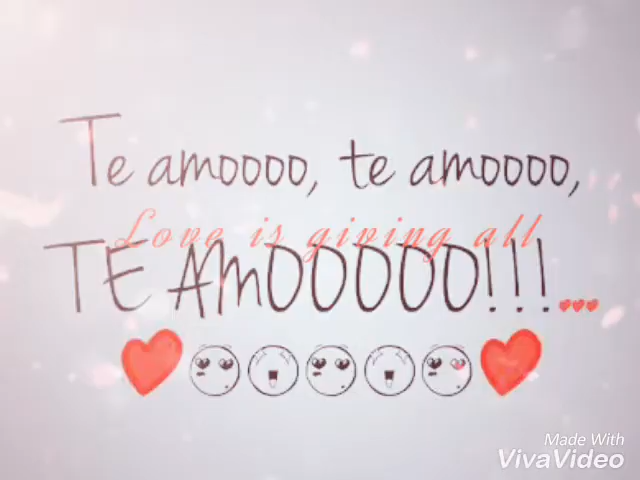 Te amoooo, te amoooo,
Love is giving all
TE AMOOOOO!!!...
Made With
VivaVideo